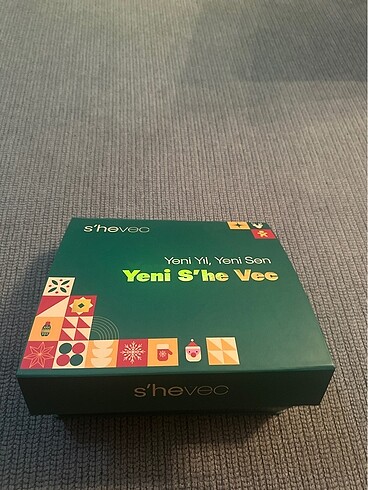 s'hevec
Yeni Yıl, Yeni Sen
Yeni S'he Vec
s'hevec